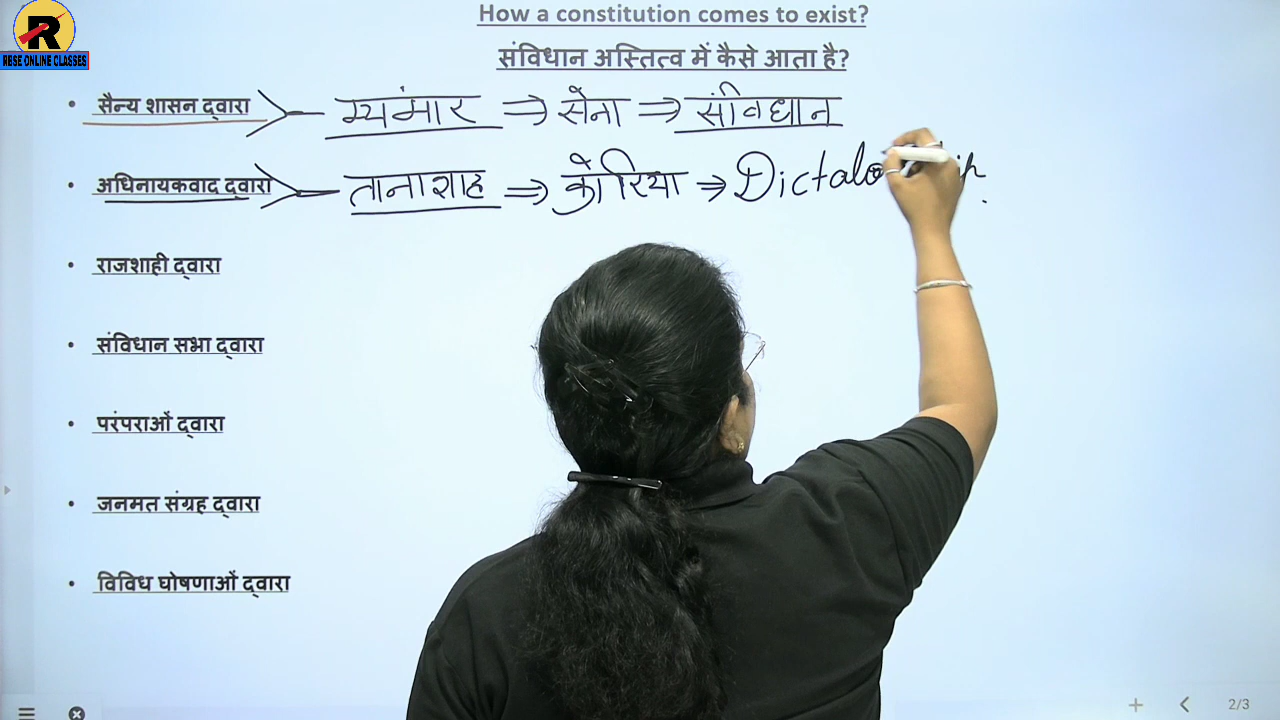 R
RBSE ONLINE CLASSES
How a constitution comes to exist?
संविधान अस्तित्व में कैसे आता है?
• सैन्य शासन द्वारा म्यंमार ⇒ सेना ⇒ संविधान
• अधिनायकवाद द्वारा तानाशाह ⇒ कोरिया ⇒
• राजशाही द्वारा
• संविधान सभा द्वारा
• परंपराओं द्वारा
• जनमत संग्रह द्वारा
• विविध घोषणाओं द्वारा
2/3